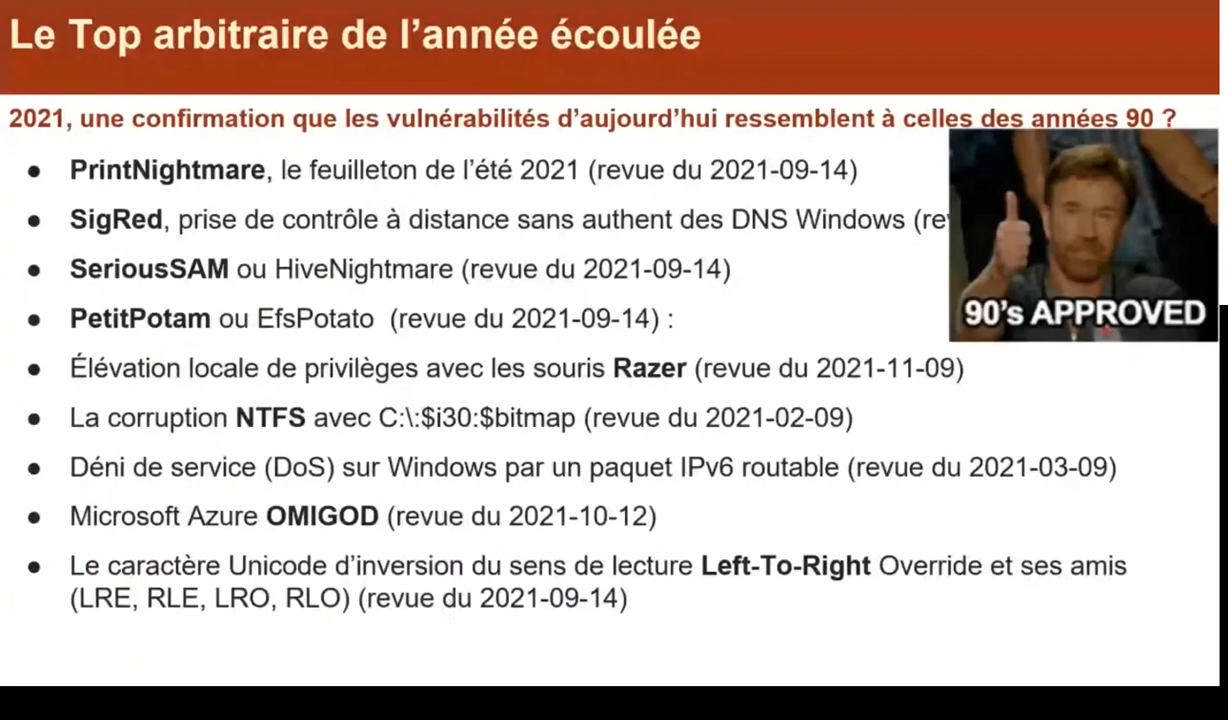 Le Top arbitraire de l'année écoulée
2021, une confirmation que les vulnérabilités d'aujourd'hui ressemblent à celles des années 90 ?
● PrintNightmare, le feuilleton de l'été 2021 (revue du 2021-09-14)
● SigRed, prise de contrôle à distance sans authent des DNS Windows
● SeriousSAM ou HiveNightmare (revue du 2021-09-14)
● PetitPotam ou EfsPotato (revue du 2021-09-14) :
90's APPROVED
● Élévation locale de privilèges avec les souris Razer (revue du 2021-11-09)
● La corruption NTFS avec C:\:$i30:$bitmap (revue du 2021-02-09)
● Déni de service (DoS) sur Windows par un paquet IPv6 routable (revue du 2021-03-09)
● Microsoft Azure OMIGOD (revue du 2021-10-12)
● Le caractère Unicode d'inversion du sens de lecture Left-To-Right Override et ses amis
(LRE, RLE, LRO, RLO) (revue du 2021-09-14)